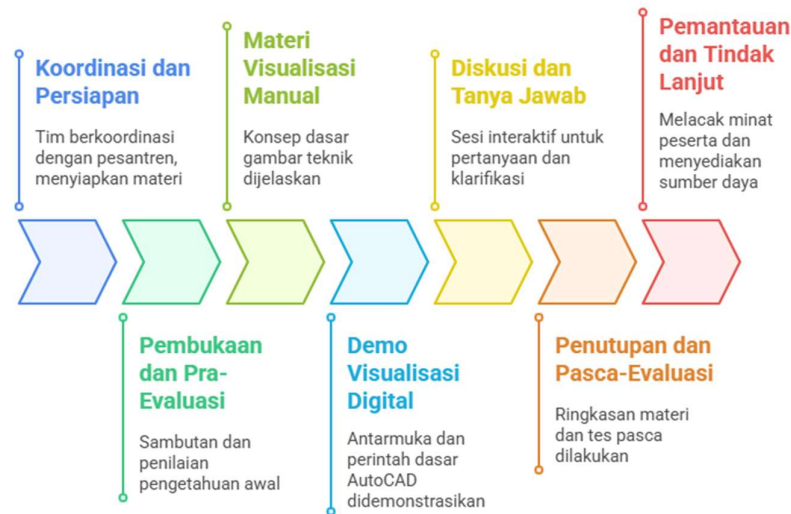 Koordinasi dan
Persiapan
Tim berkoordinasi
dengan pesantren,
menyiapkan materi
Pembukaan
dan Pra-
Evaluasi
Sambutan dan
penilaian
pengetahuan awal
Materi
Visualisasi
Manual
Konsep dasar
gambar teknik
dijelaskan
Demo
Visualisasi
Digital
Antarmuka dan
perintah dasar
AutoCAD
didemonstrasikan
Diskusi dan
Tanya Jawab
Sesi interaktif untuk
pertanyaan dan
klarifikasi
Penutupan dan
Pasca-Evaluasi
Ringkasan materi
dan tes pasca
dilakukan
Pemantauan
dan Tindak
Lanjut
Melacak minat
peserta dan
menyediakan
sumber daya